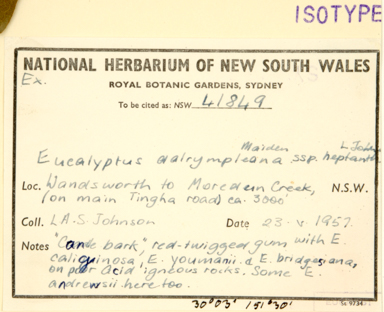 ISOTYPE
NATIONAL HERBARIUM OF NEW SOUTH WALES
Ex.
ROYAL BOTANIC GARDENS, SYDNEY
To be cited as: NSW 41849
Maiden L. Johns
Eucalyptus dalrympleana ssp. heptantha
Loc. Wandsworth to Moredun Creek, N.S.W.
(on main Tingha road) ca. 3000'
Coll. L.A.S. Johnson Date 23-v-1957
Notes "Candle bark" red-twigged gum with E.
caliginosa, E. youmanii & E. bridgesiana,
on poor acid igneous rocks. Some E.
andrewsii here too.
30°03' 151°30'